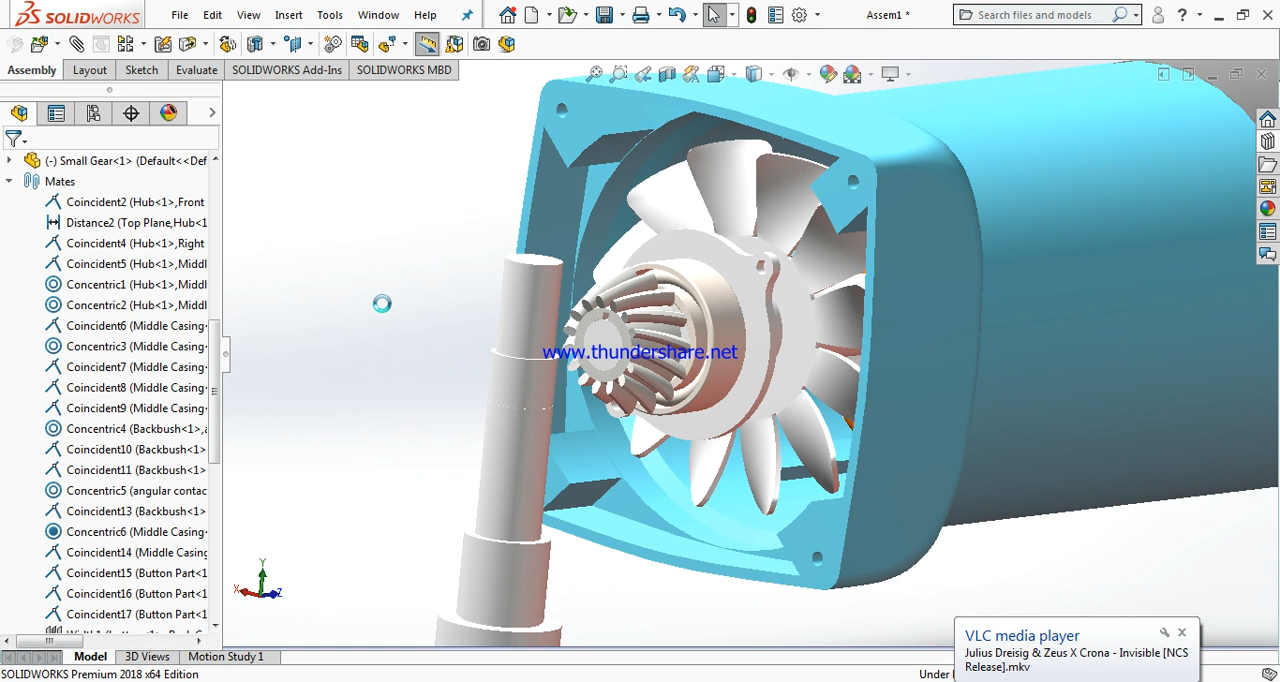 SOLIDWORKS
File Edit View Insert Tools Window Help
Assem1 *
Search files and models
Assembly Layout Sketch Evaluate SOLIDWORKS Add-Ins SOLIDWORKS MBD
(-) Small Gear<1> (Default<<Def
Mates
Coincident2 (Hub<1>,Front
Distance2 (Top Plane,Hub<1
Coincident4 (Hub<1>,Right
Coincident5 (Hub<1>,Middl
Concentric1 (Hub<1>,Middl
Concentric2 (Hub<1>,Middl
Coincident6 (Middle Casing
Concentric3 (Middle Casing
Coincident7 (Middle Casing
Coincident8 (Middle Casing
Coincident9 (Middle Casing
Concentric4 (Backbush<1>,a
Coincident10 (Backbush<1>
Coincident11 (Backbush<1>
Concentric5 (angular contac
Coincident13 (Backbush<1>
Concentric6 (Middle Casing
Coincident14 (Middle Casing
Coincident15 (Button Part<1
Coincident16 (Button Part<1
Coincident17 (Button Part<1
www.thundershare.net
Y
X
Z
VLC media player
Julius Dreisig & Zeus X Crona - Invisible [NCS
Release].mkv
Model 3D Views Motion Study 1
SOLIDWORKS Premium 2018 x64 Edition
Under